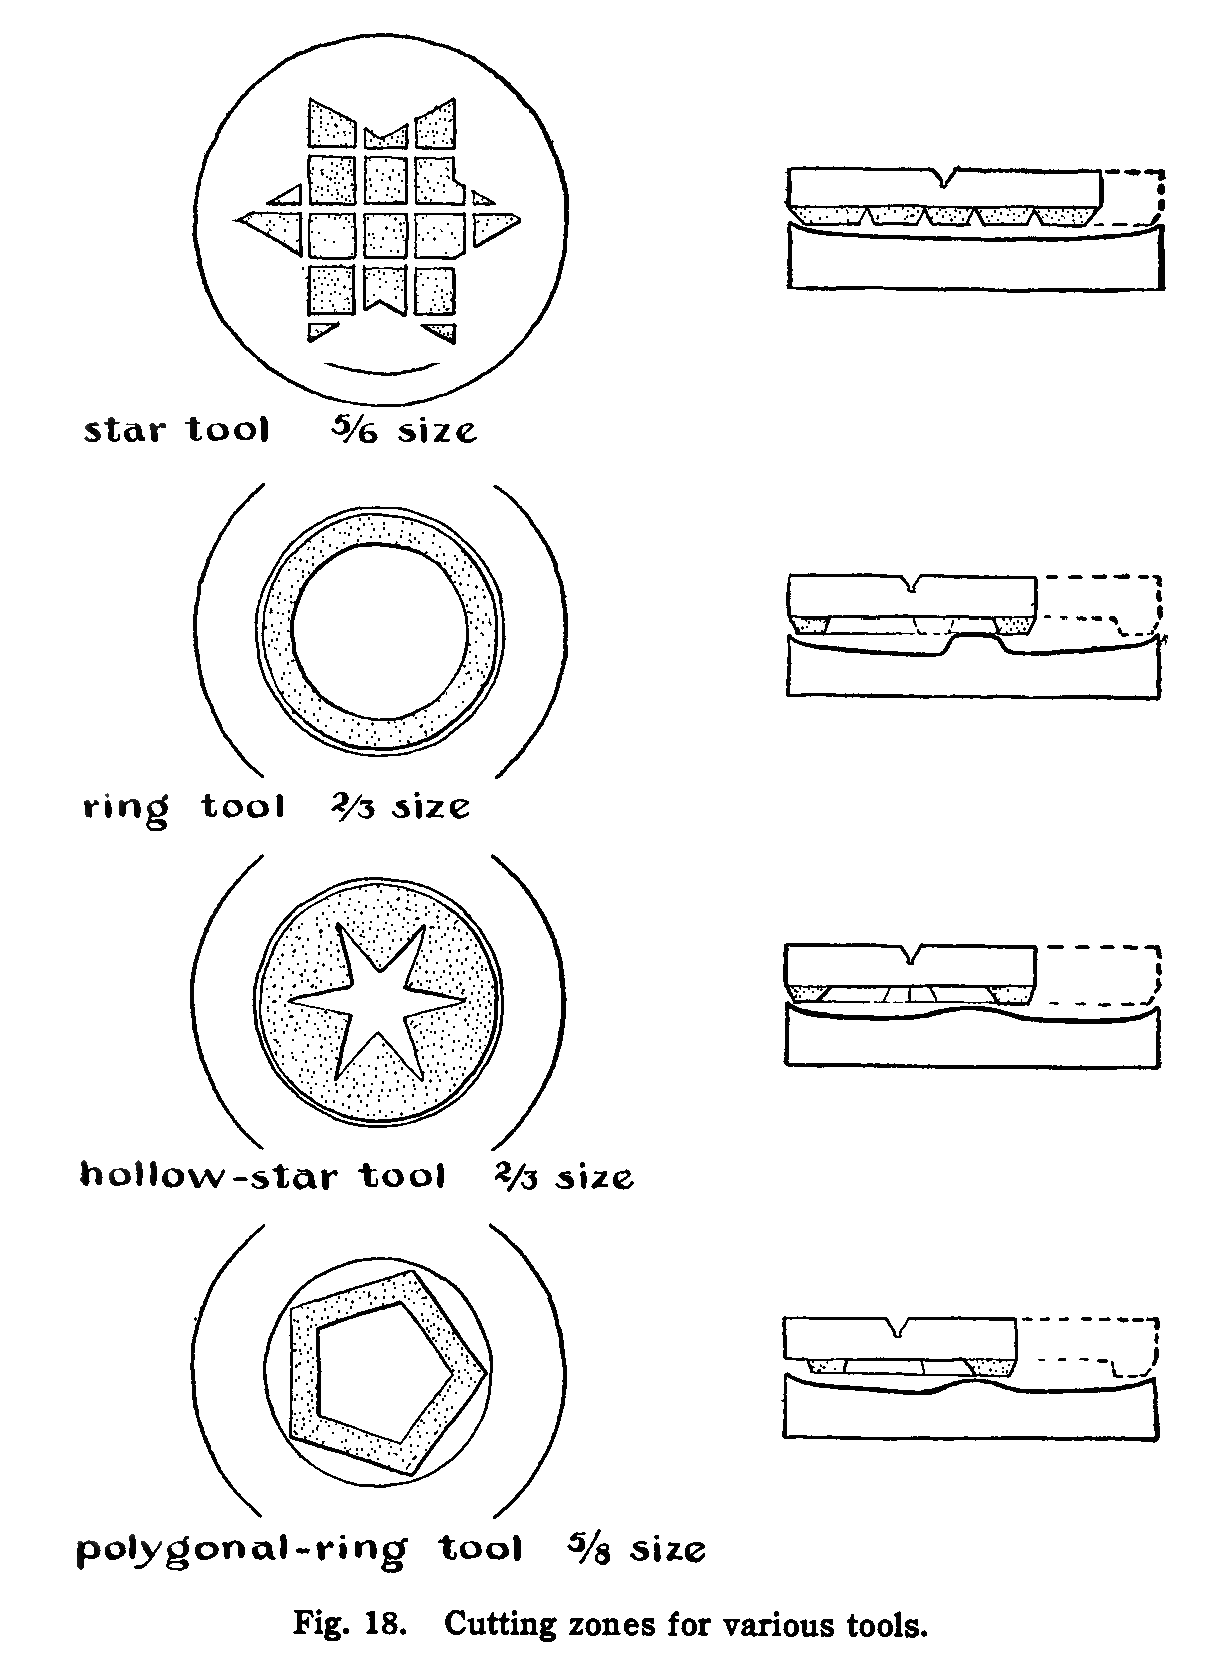 star tool 5/6 size
ring tool 2/3 size
hollow-star tool 2/3 size
polygonal-ring tool 5/8 size
Fig. 18. Cutting zones for various tools.